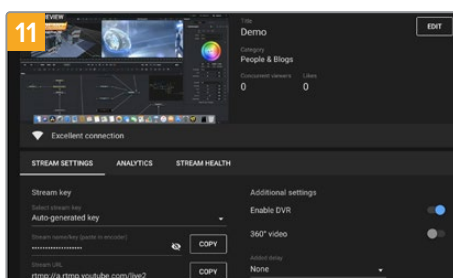 11
PREVIEW
Title
Demo
EDIT
Category
People & Blogs
Concurrent viewers Likes
0 0
Excellent connection
STREAM SETTINGS ANALYTICS STREAM HEALTH
Stream key Additional settings
Select stream key
Auto-generated key
Enable DVR
Stream name/key (paste in encoder)
COPY
360° video
Stream URL
rtmp://a.rtmp.youtube.com/live2
COPY
Added delay
None